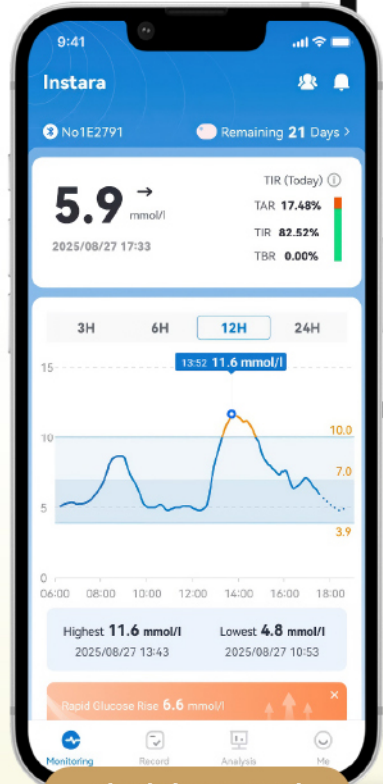 9:41
Instara
No1E2791 Remaining 21 Days >
5.9 → mmol/l
2025/08/27 17:33
TIR (Today)
TAR 17.48%
TIR 82.52%
TBR 0.00%
3H 6H 12H 24H
13:52 11.6 mmol/l
15
10
5
0
10.0
7.0
3.9
06:00 08:00 10:00 12:00 14:00 16:00 18:00
Highest 11.6 mmol/l
2025/08/27 13:43
Lowest 4.8 mmol/l
2025/08/27 10:53
Rapid Glucose Rise 6.6 mmol/l
Monitoring Record Analysis Me